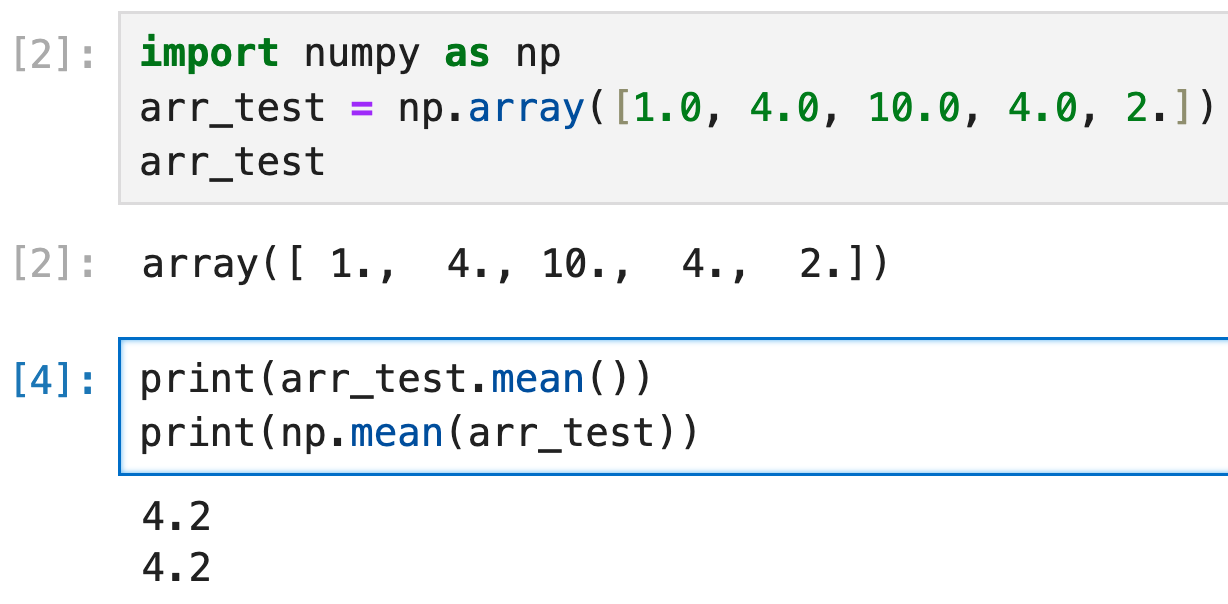 [2]: import numpy as np
arr_test = np.array([1.0, 4.0, 10.0, 4.0, 2.])
arr_test
[2]: array([ 1.,  4., 10.,  4.,  2.])
[4]: print(arr_test.mean())
print(np.mean(arr_test))
4.2
4.2